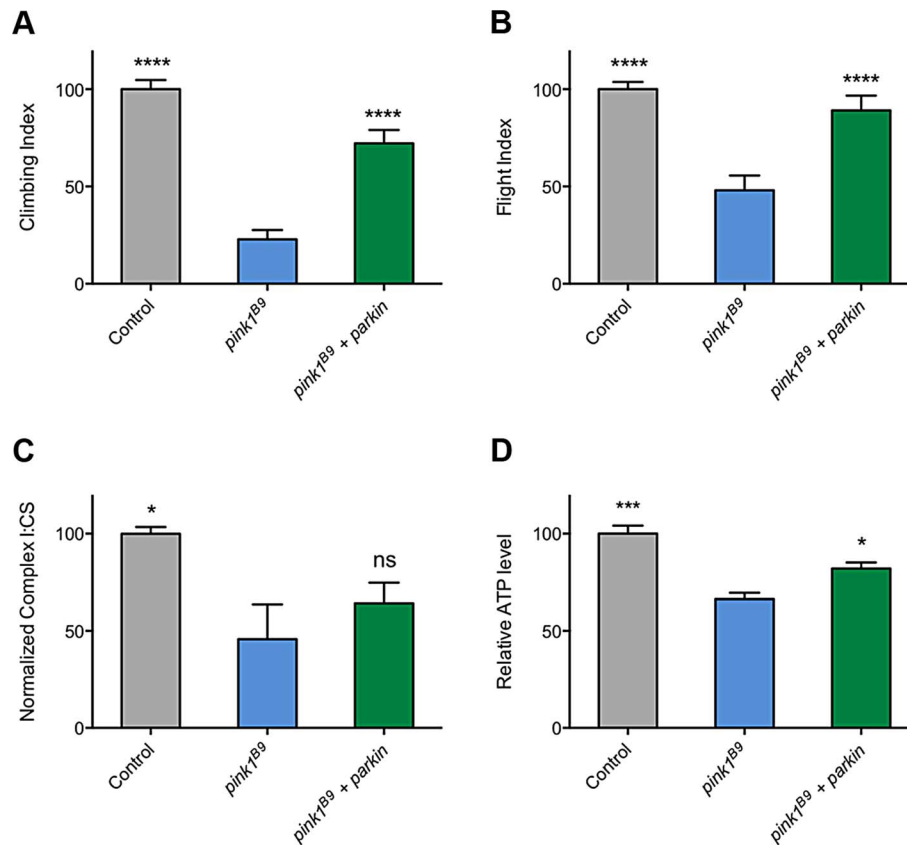 A
Climbing Index
100
50
0
****
****
Control
pink1ᴮ⁹
pink1ᴮ⁹ + parkin
B
Flight Index
100
50
0
****
****
Control
pink1ᴮ⁹
pink1ᴮ⁹ + parkin
C
Normalized Complex I:CS
100
50
0
*
ns
Control
pink1ᴮ⁹
pink1ᴮ⁹ + parkin
D
Relative ATP level
100
50
0
***
*
Control
pink1ᴮ⁹
pink1ᴮ⁹ + parkin